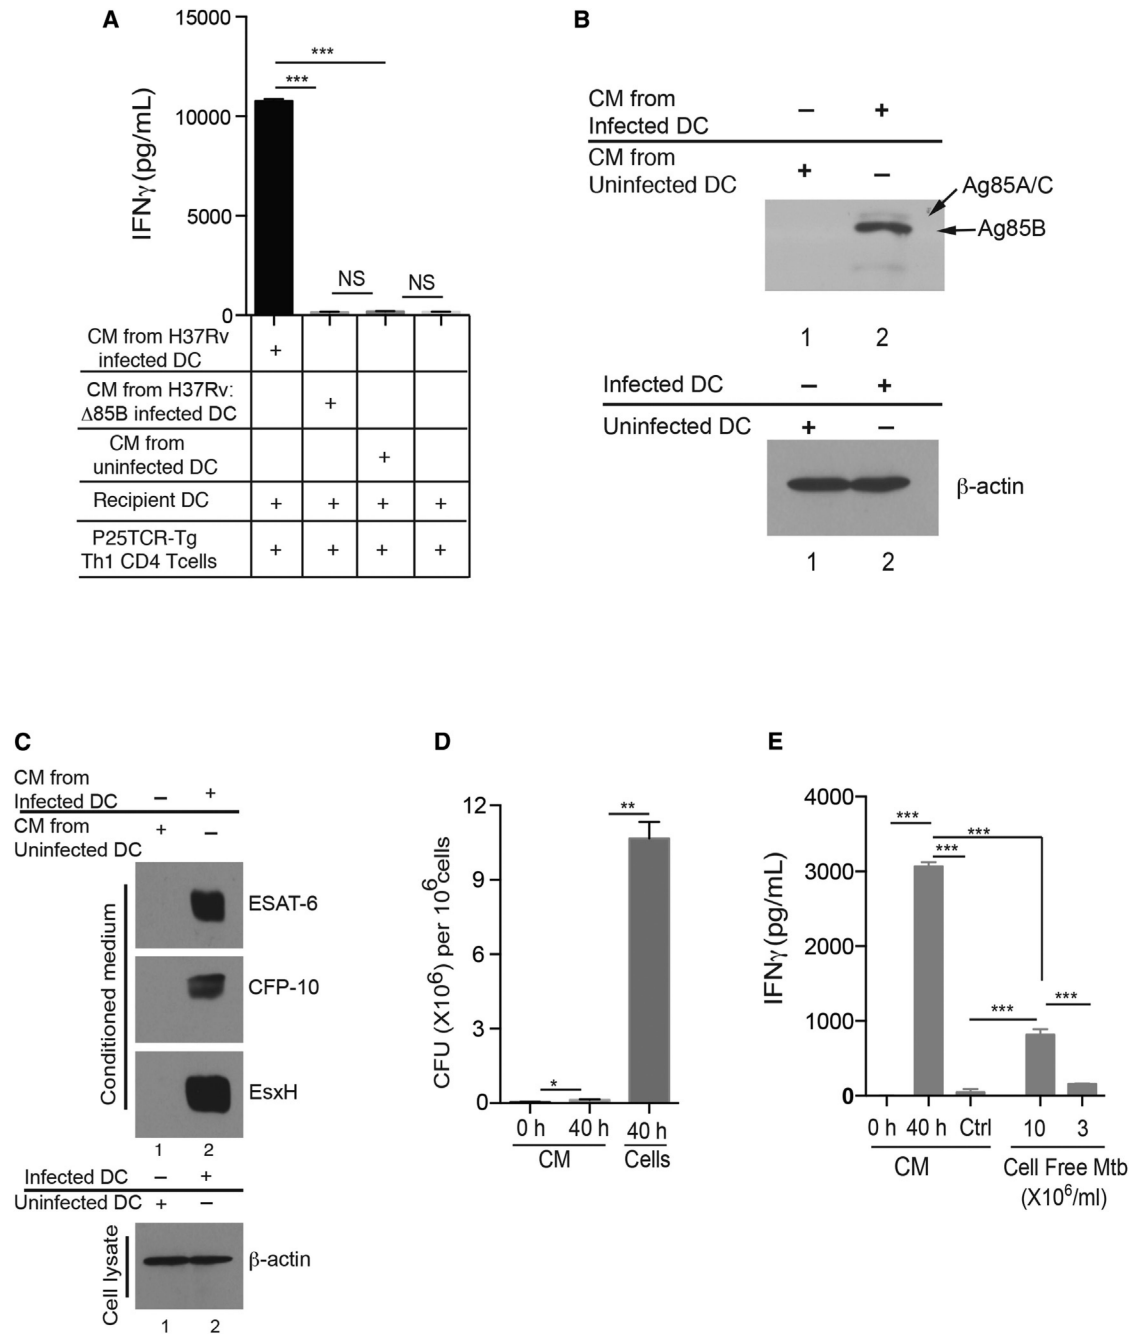 A
15000
10000
5000
0
IFNγ (pg/mL)
***
***
NS
NS
CM from H37Rv
infected DC
+
CM from H37Rv:
Δ85B infected DC
+
CM from
uninfected DC
+
Recipient DC
+ + + +
P25TCR-Tg
Th1 CD4 Tcells
+ + + +
B
CM from
Infected DC
− +
CM from
Uninfected DC
+ −
Ag85A/C
Ag85B
1 2
Infected DC − +
Uninfected DC + −
β-actin
1 2
C
CM from
Infected DC − +
CM from + −
Uninfected DC
Conditioned medium
ESAT-6
CFP-10
EsxH
1 2
Infected DC − +
Uninfected DC + −
Cell lysate
β-actin
1 2
D
CFU (X10⁶) per 10⁶cells
12
9
6
3
0
**
*
0 h 40 h 40 h
CM Cells
E
IFNγ (pg/mL)
4000
3000
2000
1000
0
***
***
***
***
***
0 h 40 h Ctrl 10 3
CM Cell Free Mtb
(X10⁶/ml)